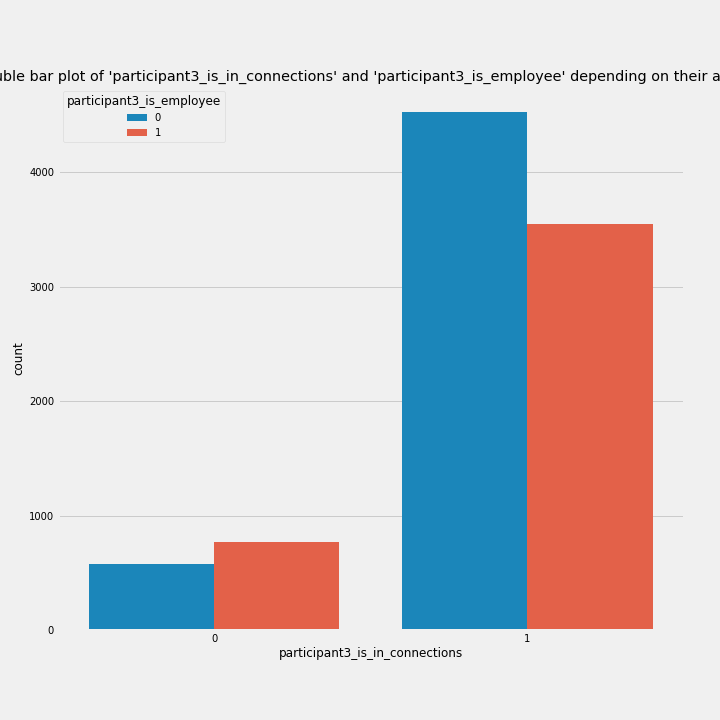 bar plot of 'participant3_is_in_connections' and 'participant3_is_employee' depending on their
participant3_is_employee
0
1
4000
3000
2000
1000
0
count
0 1
participant3_is_in_connections